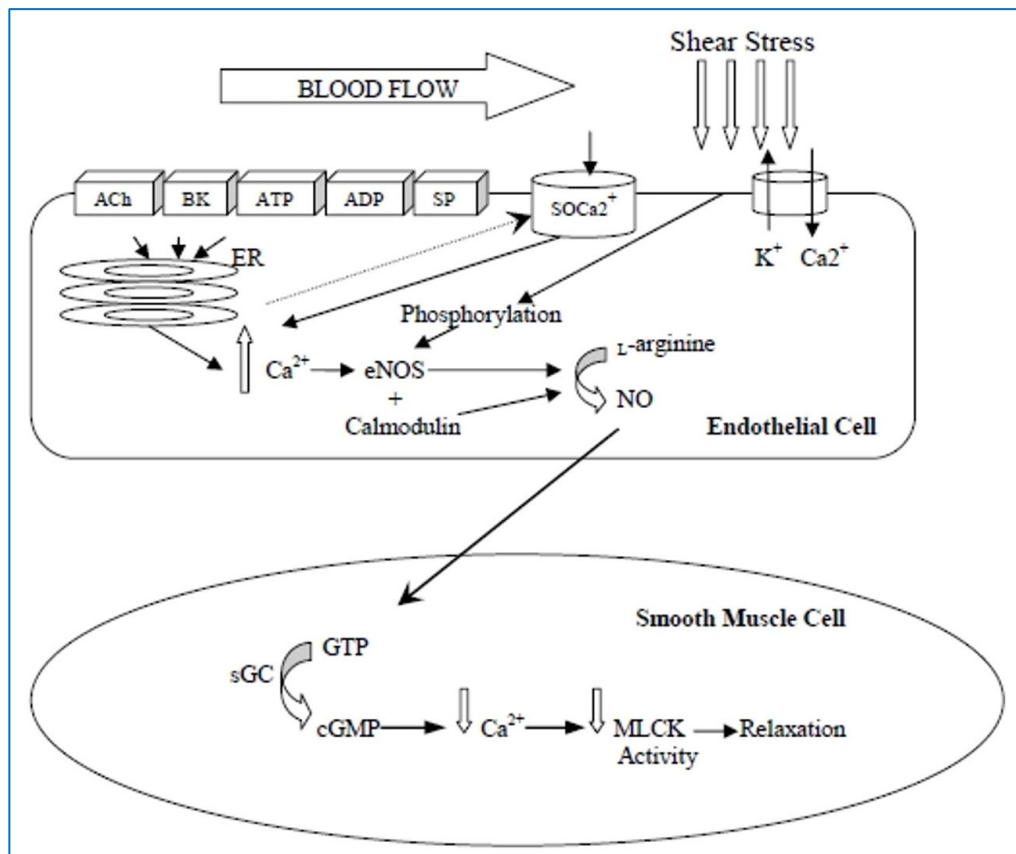 Shear Stress
BLOOD FLOW
ACh
BK
ATP
ADP
SP
SOCa2⁺
ER
K⁺ Ca2⁺
Phosphorylation
L-arginine
Ca²⁺
eNOS
+
NO
Calmodulin
Endothelial Cell
Smooth Muscle Cell
GTP
sGC
cGMP
Ca²⁺
MLCK
Relaxation
Activity